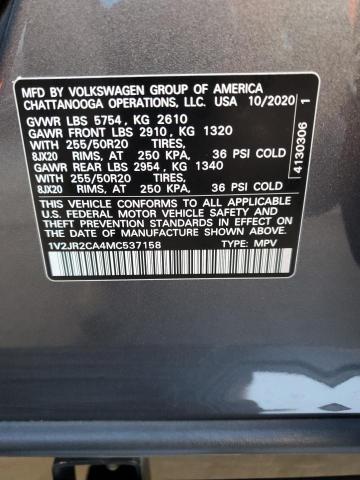 MFD BY VOLKSWAGEN GROUP OF AMERICA
CHATTANOOGA OPERATIONS, LLC. USA 10/2020
GVWR LBS 5754 , KG 2610
GAWR FRONT LBS 2910 , KG 1320
WITH 255/50R20 TIRES,
8JX20 RIMS, AT 250 KPA, 36 PSI COLD
GAWR REAR LBS 2954 , KG 1340
WITH 255/50R20 TIRES,
8JX20 RIMS, AT 250 KPA, 36 PSI COLD
THIS VEHICLE CONFORMS TO ALL APPLICABLE
U.S. FEDERAL MOTOR VEHICLE SAFETY AND
THEFT PREVENTION STANDARDS IN EFFECT ON
THE DATE OF MANUFACTURE SHOWN ABOVE.
1V2JR2CA4MC537158 TYPE: MPV
4130306 1